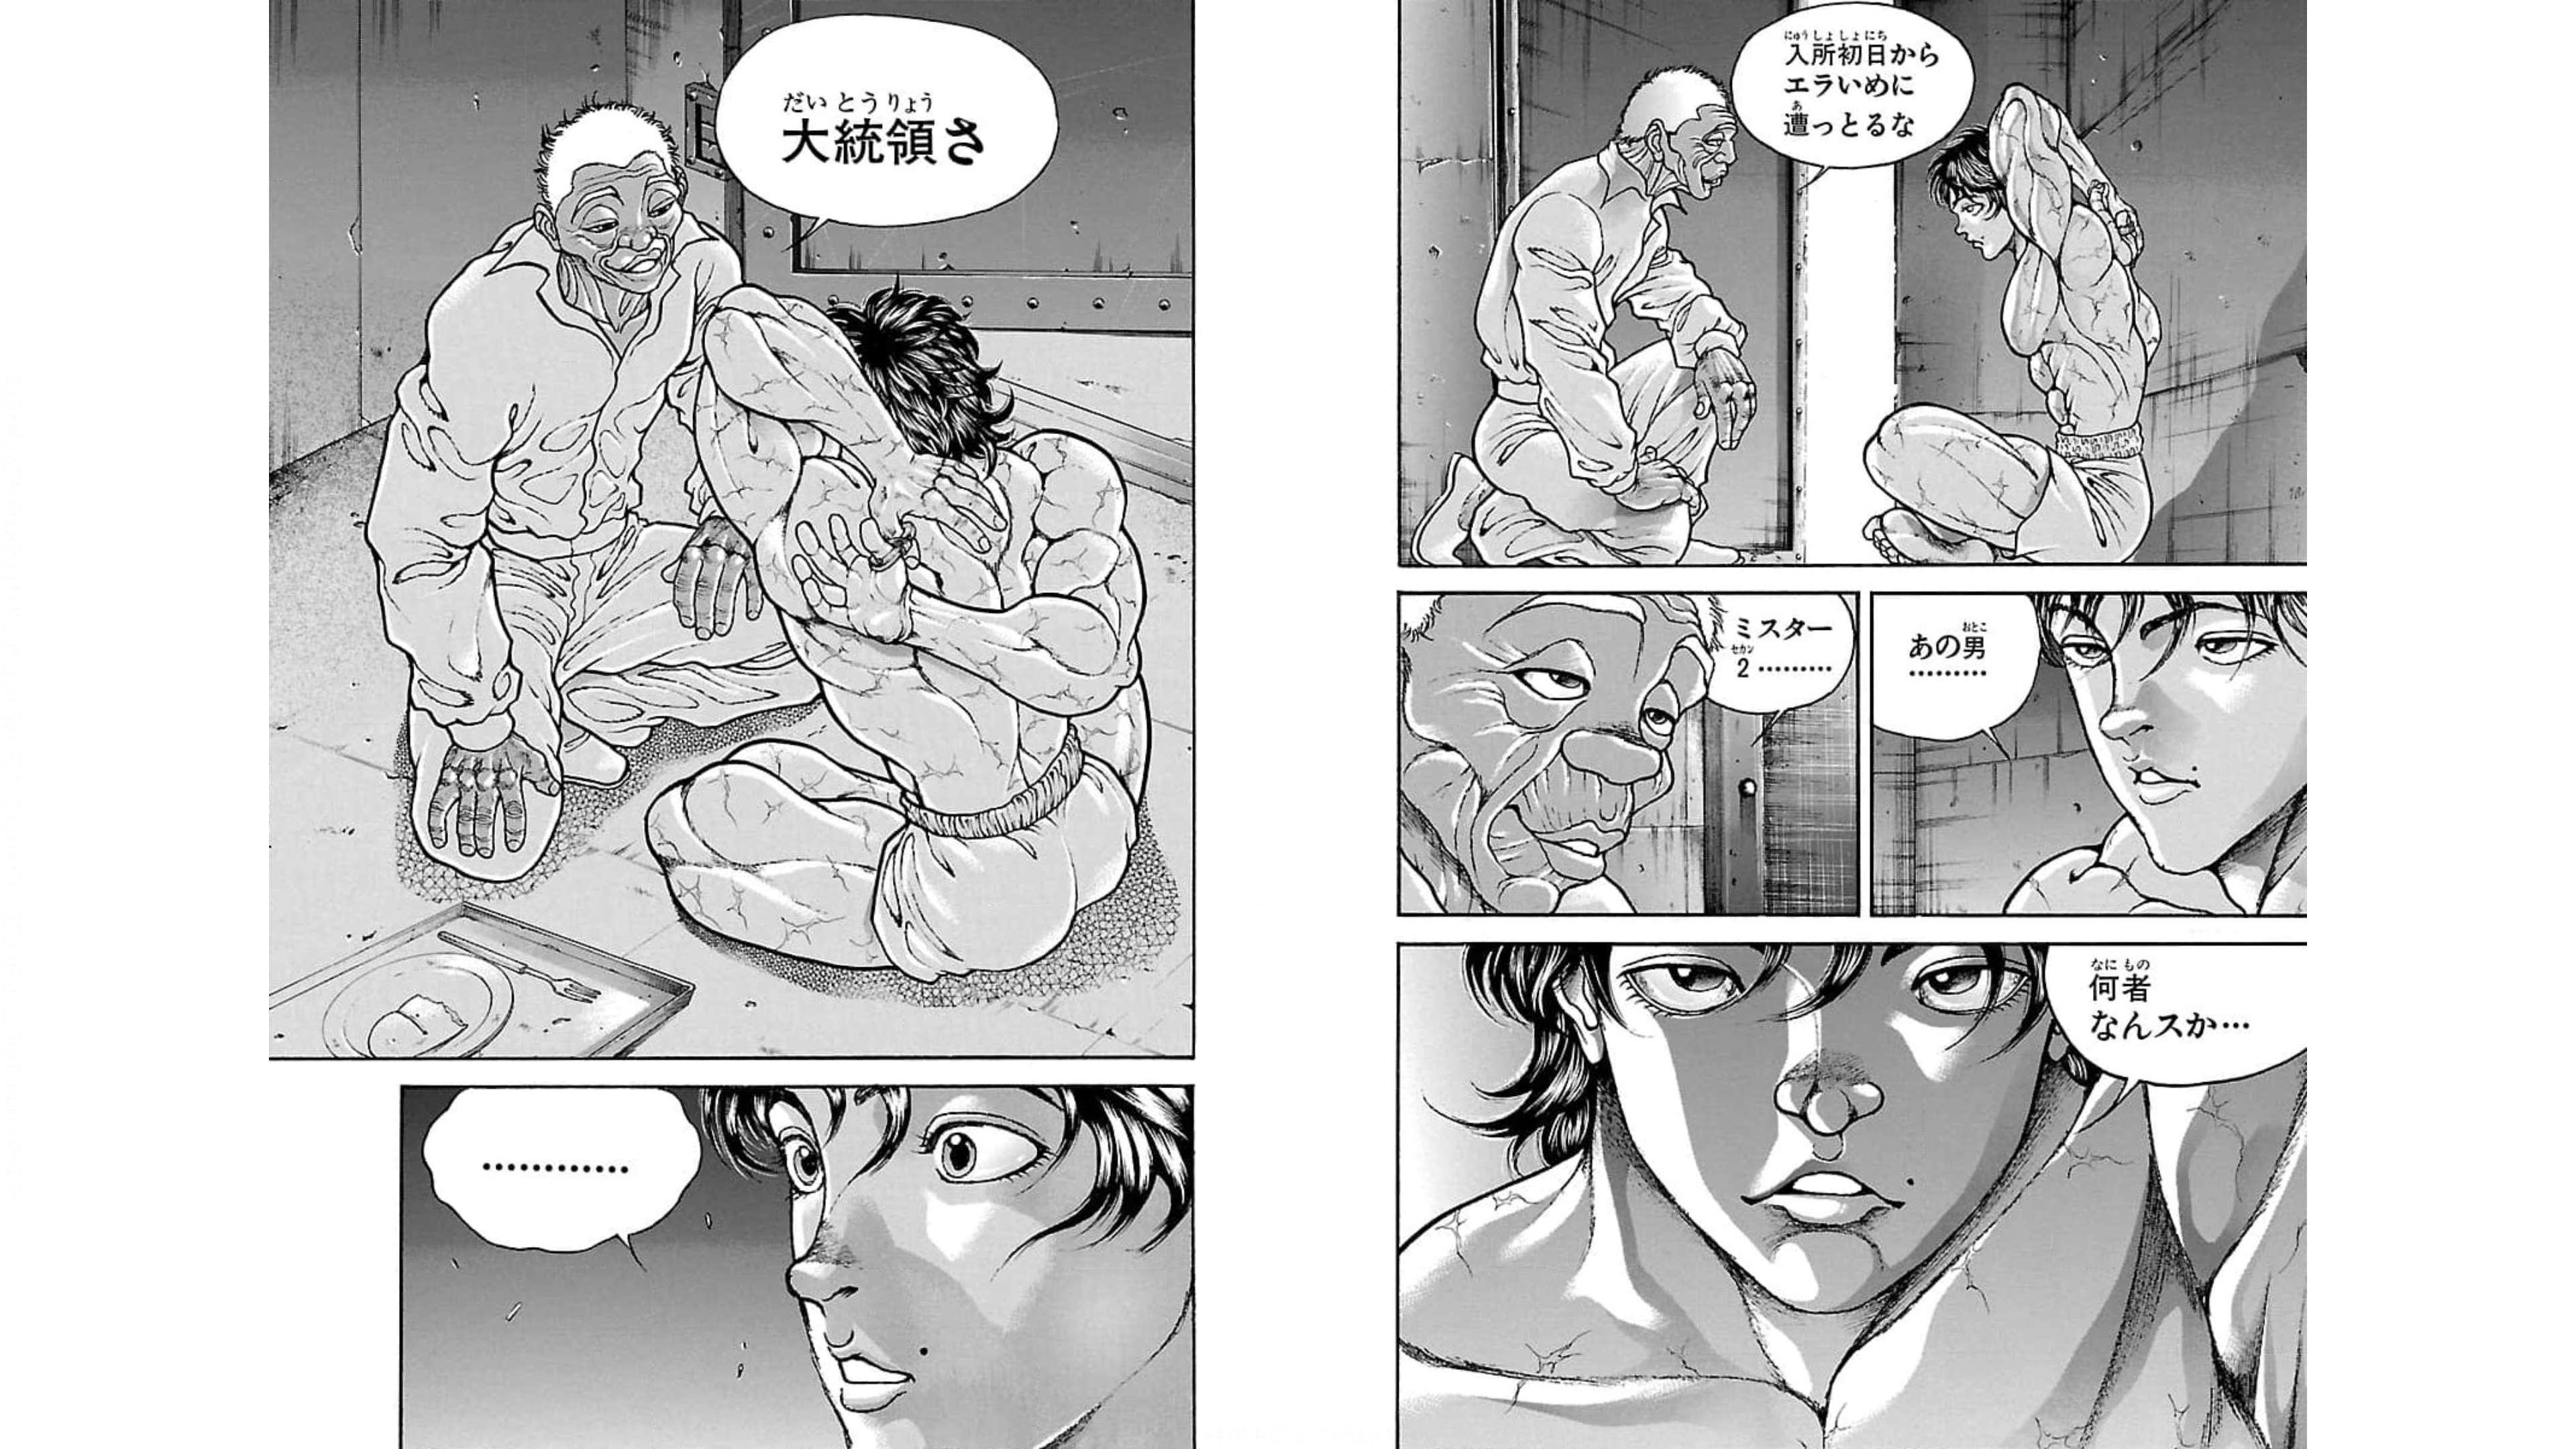 入所初日から
エラいめに
遭っとるな
あの男
………
ミスター
2………
何者
なんスか…
大統領さ
…………